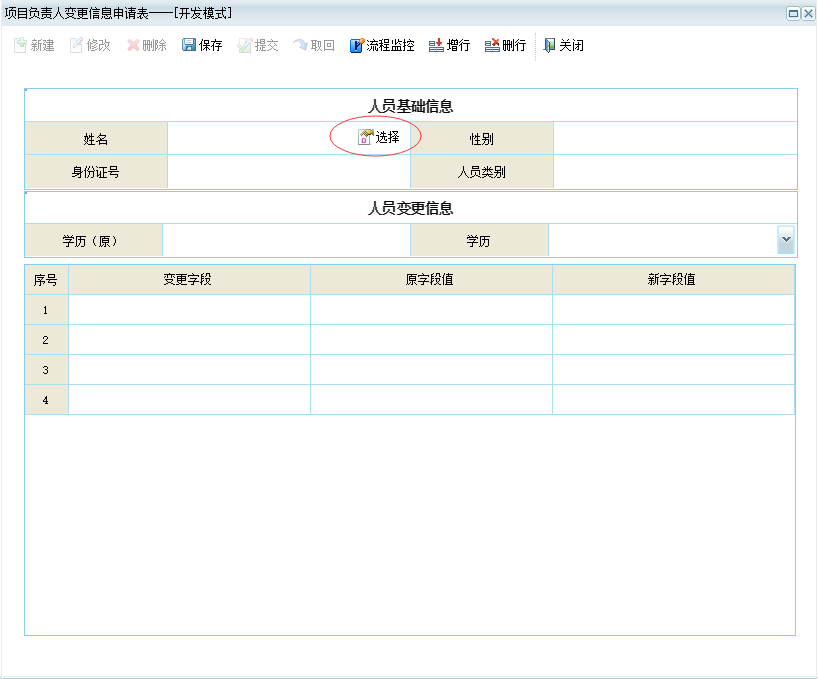 项目负责人变更信息申请表——[开发模式]
新建 修改 删除 保存 提交 取回 流程监控 增行 删行 关闭
人员基础信息
姓名 选择 性别
身份证号 人员类别
人员变更信息
学历（原） 学历
序号 变更字段 原字段值 新字段值
1
2
3
4